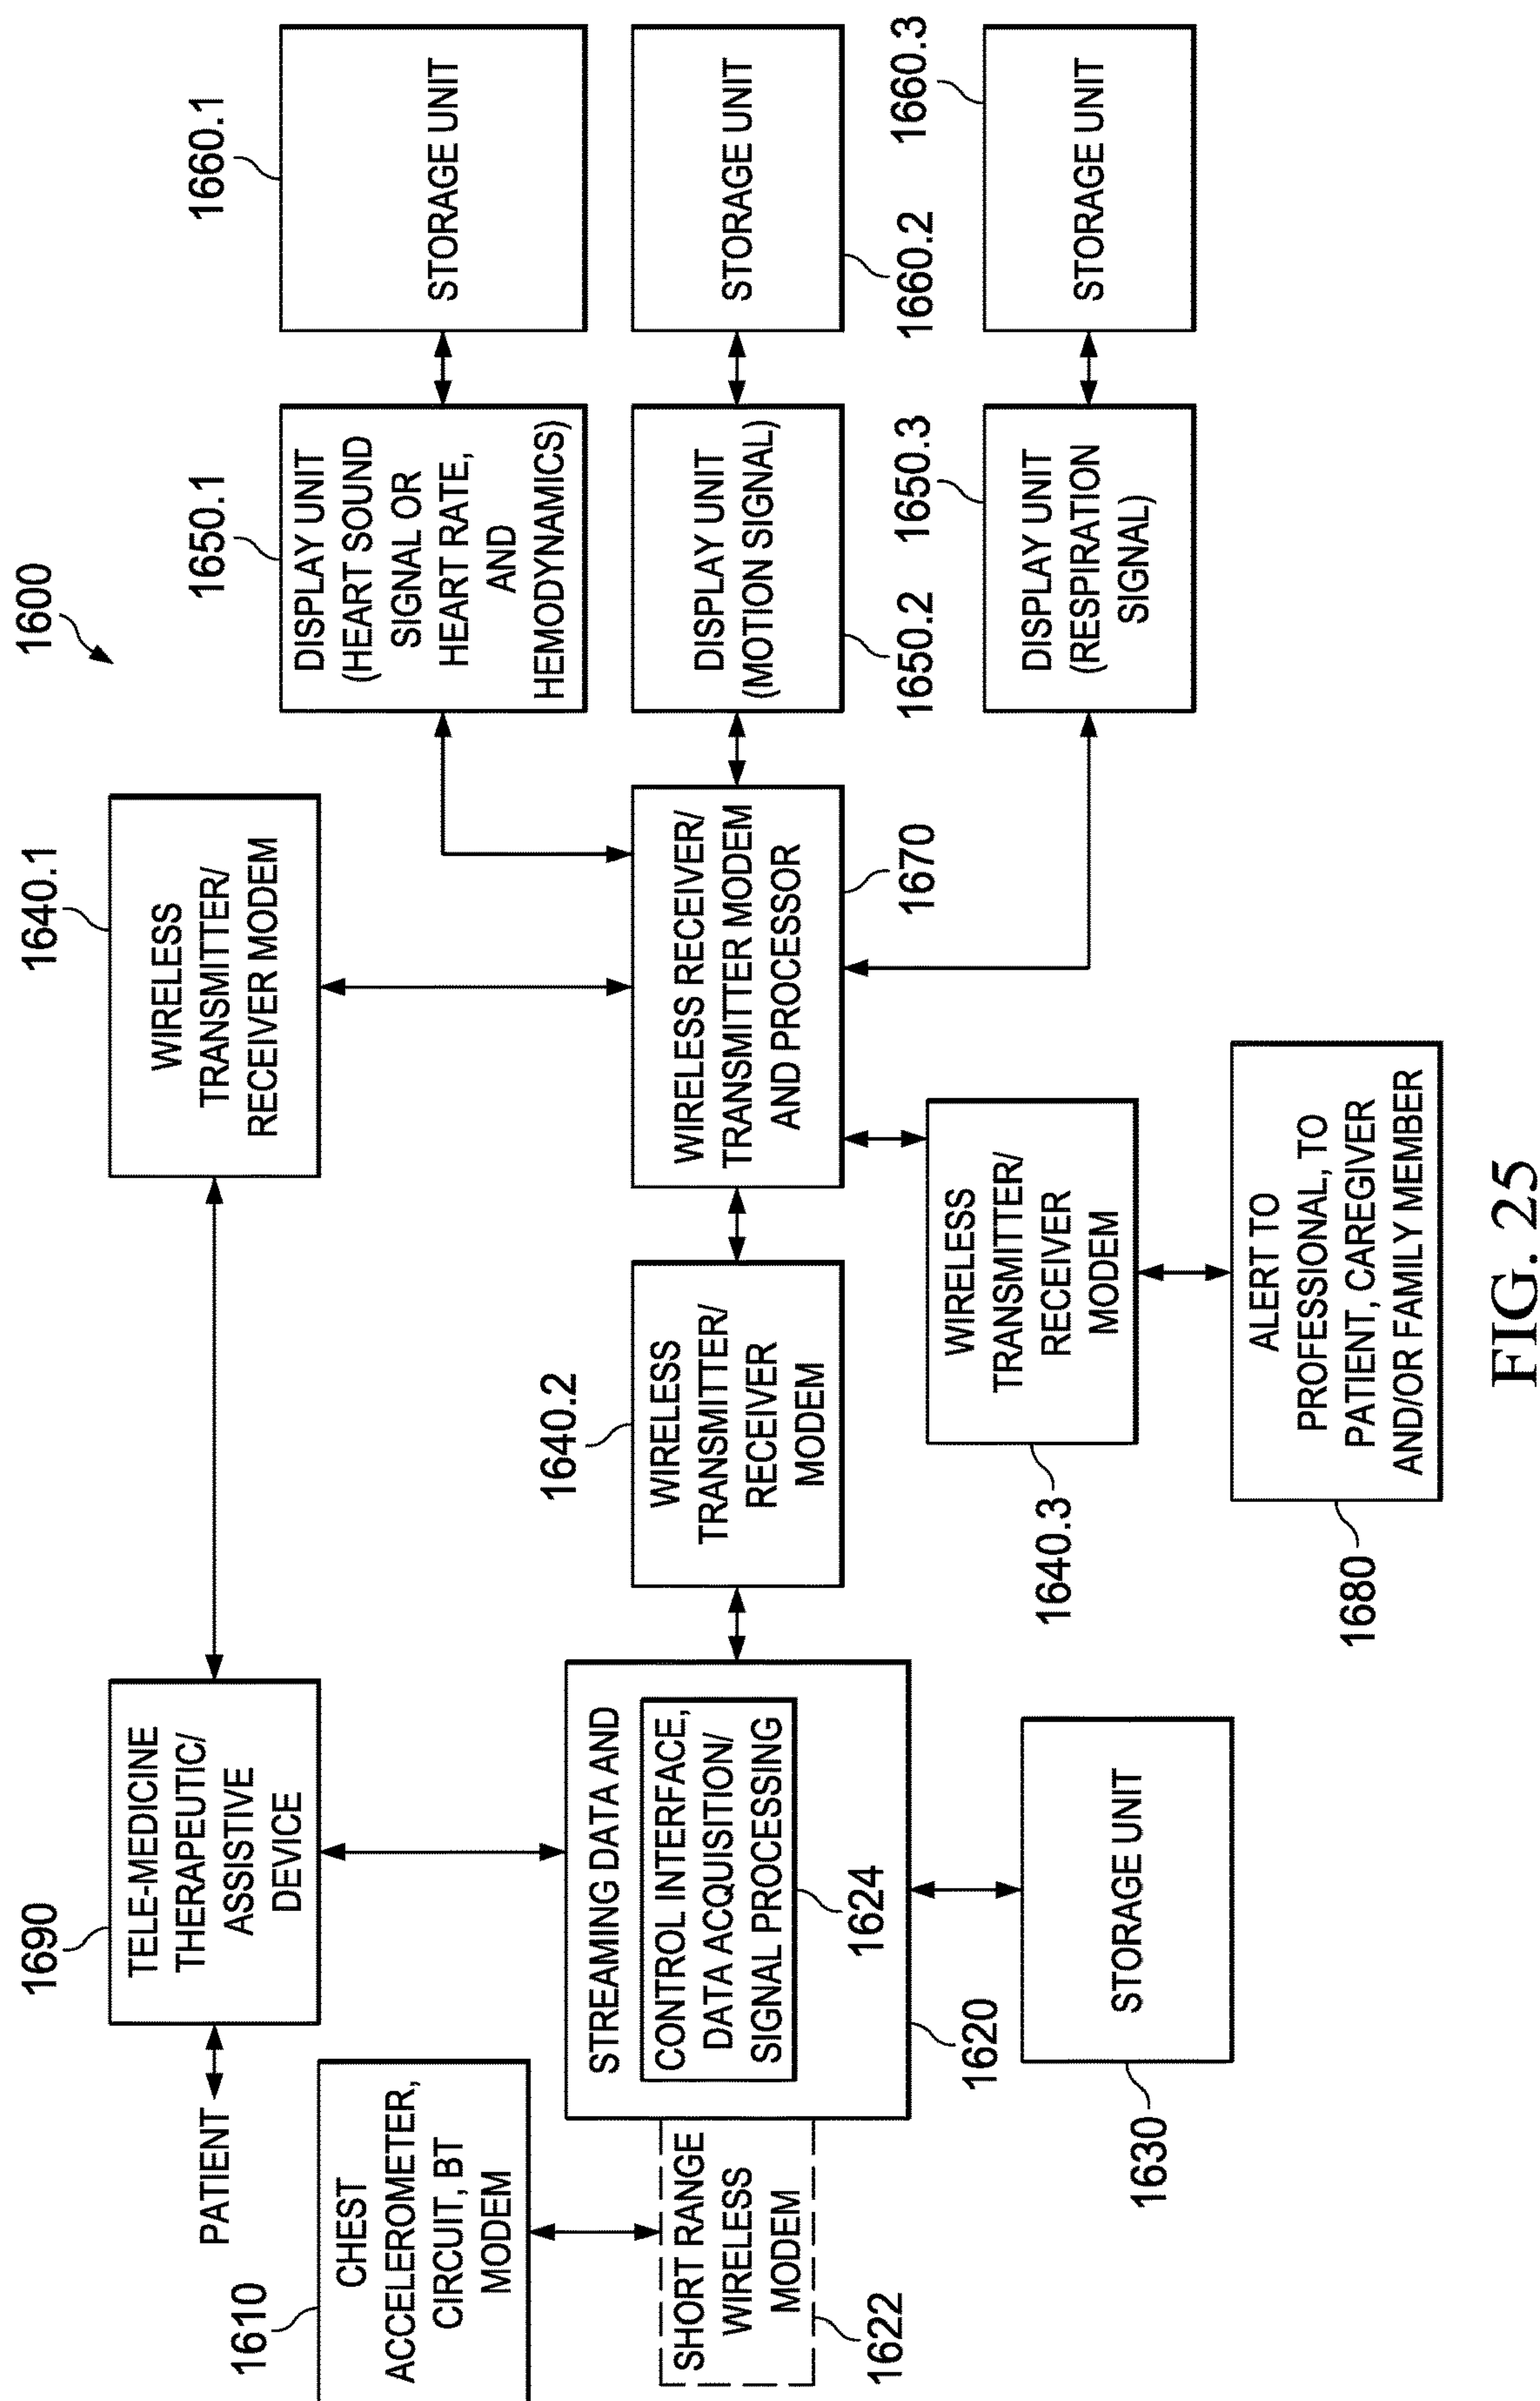 1600
1690
TELE-MEDICINE
THERAPEUTIC/
ASSISTIVE
DEVICE
PATIENT
1640.1
WIRELESS
TRANSMITTER/
RECEIVER MODEM
1610
CHEST
ACCELEROMETER,
CIRCUIT, BT
MODEM
SHORT RANGE
WIRELESS
MODEM
1622
STREAMING DATA AND
CONTROL INTERFACE,
DATA ACQUISITION/
SIGNAL PROCESSING
1624
1620
STORAGE UNIT
1630
1640.2
WIRELESS
TRANSMITTER/
RECEIVER
MODEM
WIRELESS RECEIVER/
TRANSMITTER MODEM
AND PROCESSOR
1670
WIRELESS
TRANSMITTER/
RECEIVER
MODEM
1640.3
ALERT TO
PROFESSIONAL, TO
PATIENT, CAREGIVER
AND/OR FAMILY MEMBER
1680
1650.1
DISPLAY UNIT
(HEART SOUND
SIGNAL OR
HEART RATE,
AND
HEMODYNAMICS)
1660.1
STORAGE UNIT
DISPLAY UNIT
(MOTION SIGNAL)
1650.2
STORAGE UNIT
1660.2
1650.3
DISPLAY UNIT
(RESPIRATION
SIGNAL)
1660.3
STORAGE UNIT
FIG. 25